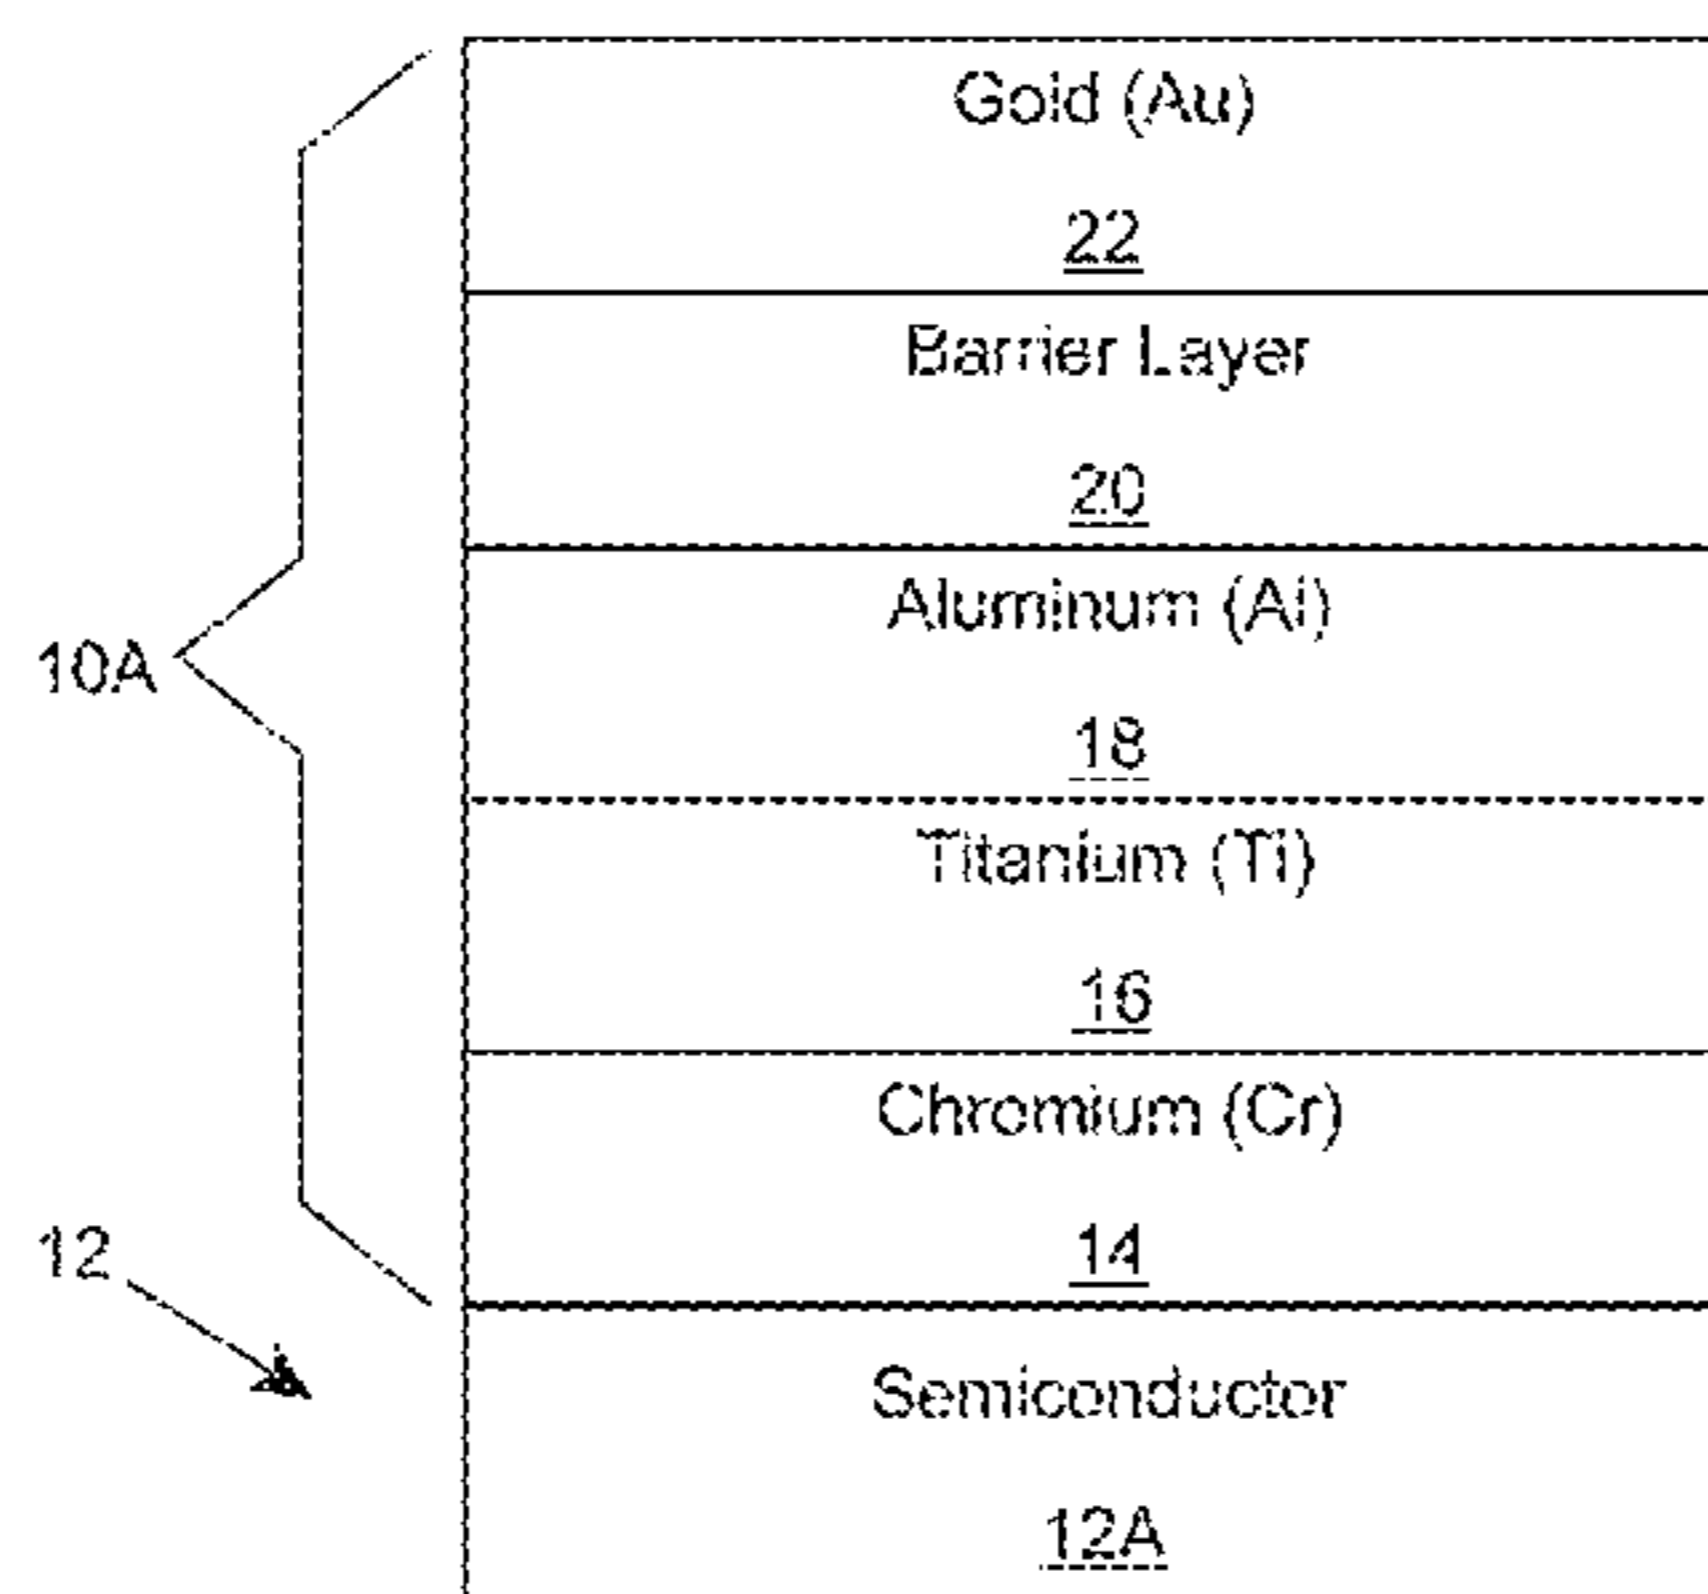 Gold (Au)
22
Barrier Layer
20
Aluminum (Al)
18
10A
Titanium (Ti)
16
Chromium (Cr)
14
12
Semiconductor
12A